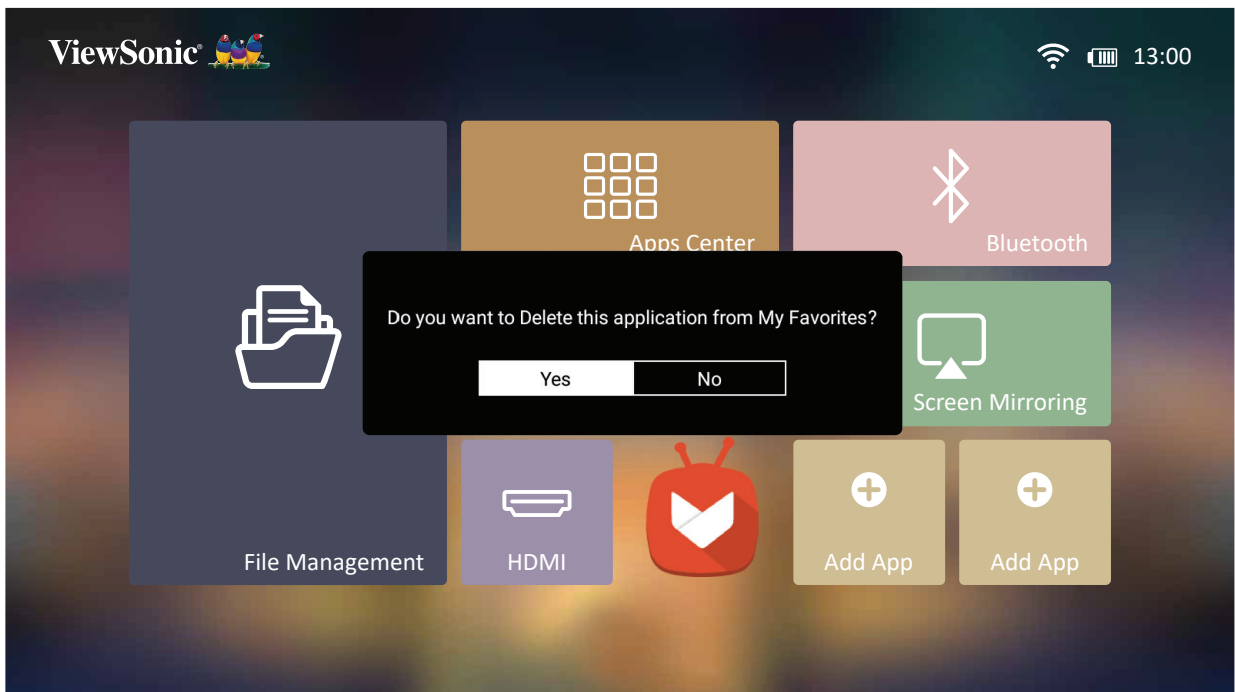 ViewSonic®
13:00
Apps Center
Bluetooth
Do you want to Delete this application from My Favorites?
Yes
No
Screen Mirroring
File Management
HDMI
Add App
Add App